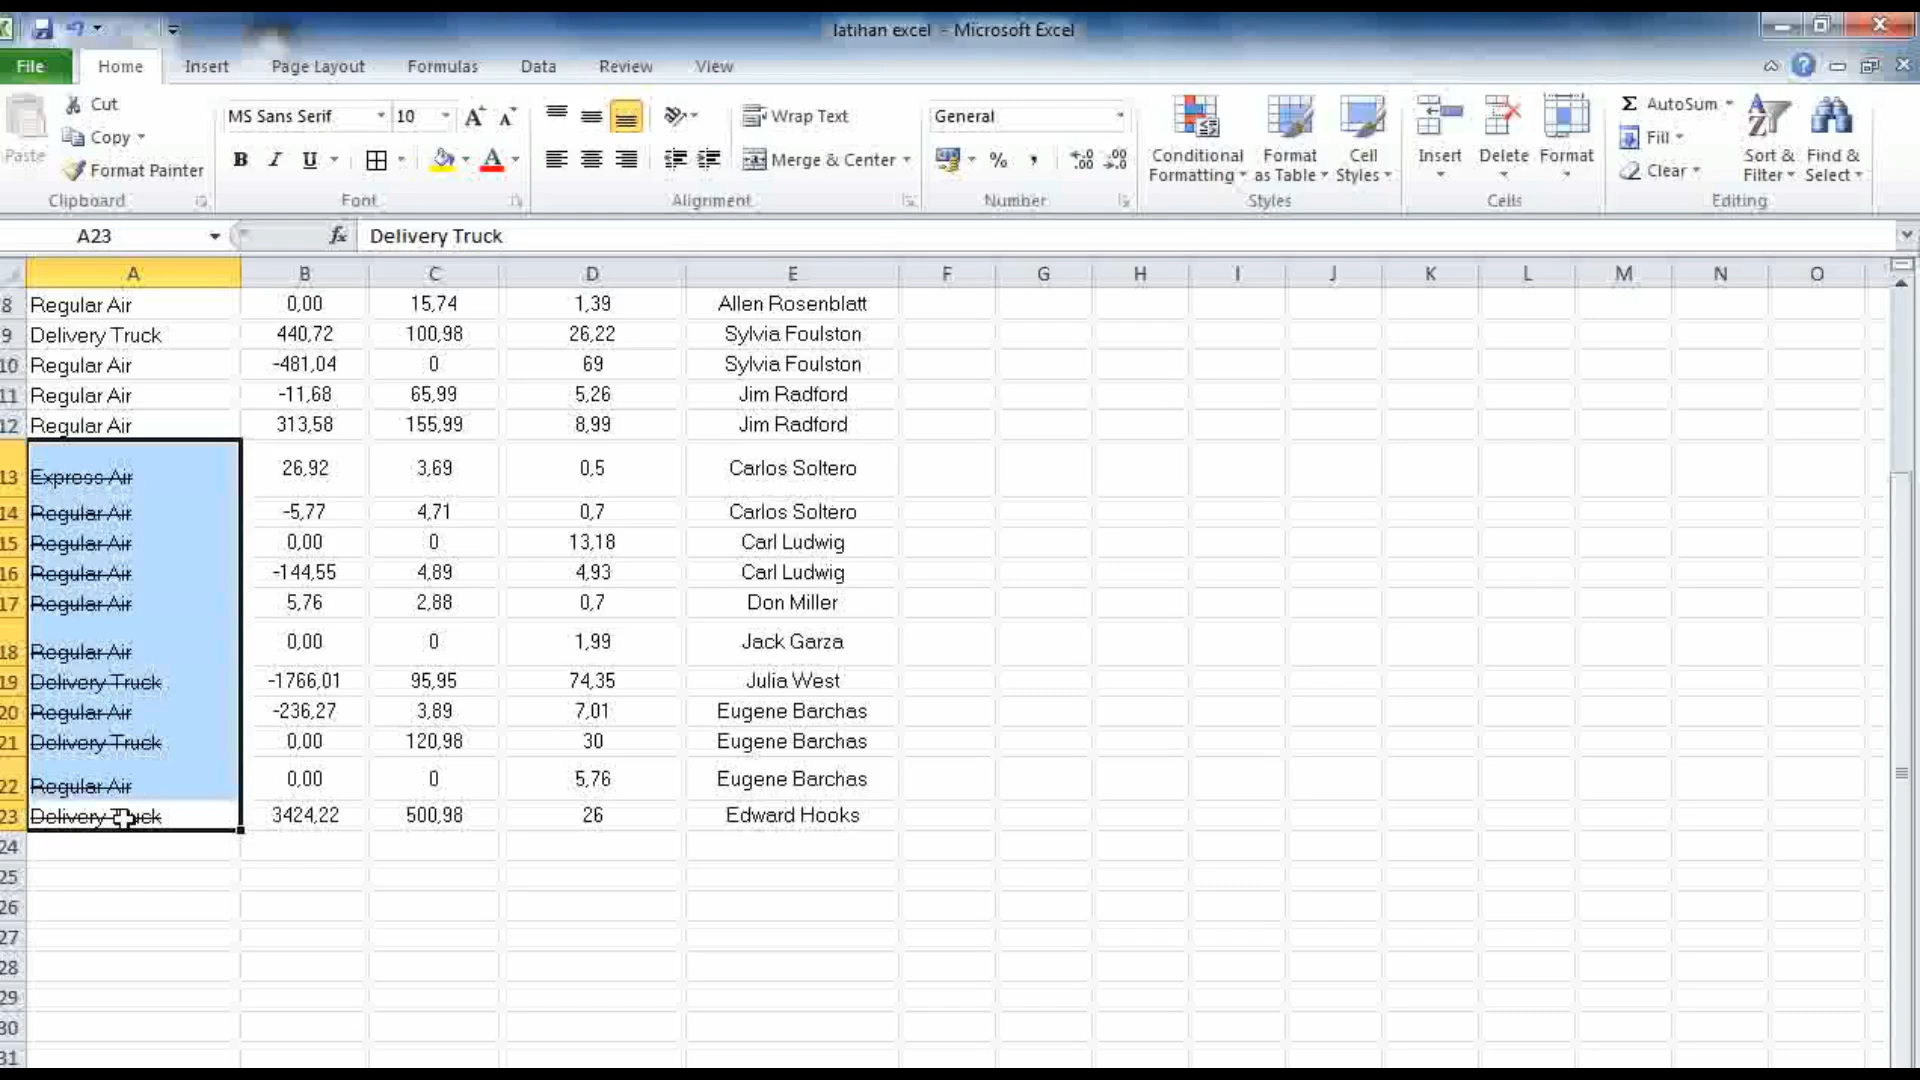 latihan excel - Microsoft Excel
File Home Insert Page Layout Formulas Data Review View
Cut
Copy
Format Painter
Paste
Clipboard
MS Sans Serif 10
B I U
Font
Wrap Text
Merge & Center
Alignment
General
%
Number
Conditional Formatting
Format as Table
Cell Styles
Styles
Insert Delete Format
Cells
AutoSum
Fill
Clear
Sort & Filter
Find & Select
Editing
A23 fx Delivery Truck
A B C D E F G H I J K L M N O
8 Regular Air 0,00 15,74 1,39 Allen Rosenblatt
9 Delivery Truck 440,72 100,98 26,22 Sylvia Foulston
10 Regular Air -481,04 0 69 Sylvia Foulston
11 Regular Air -11,68 65,99 5,26 Jim Radford
12 Regular Air 313,58 155,99 8,99 Jim Radford
13 Express Air 26,92 3,69 0,5 Carlos Soltero
14 Regular Air -5,77 4,71 0,7 Carlos Soltero
15 Regular Air 0,00 0 13,18 Carl Ludwig
16 Regular Air -144,55 4,89 4,93 Carl Ludwig
17 Regular Air 5,76 2,88 0,7 Don Miller
18 Regular Air 0,00 0 1,99 Jack Garza
19 Delivery Truck -1766,01 95,95 74,35 Julia West
20 Regular Air -236,27 3,89 7,01 Eugene Barchas
21 Delivery Truck 0,00 120,98 30 Eugene Barchas
22 Regular Air 0,00 0 5,76 Eugene Barchas
23 Delivery Truck 3424,22 500,98 26 Edward Hooks
24
25
26
27
28
29
30
31